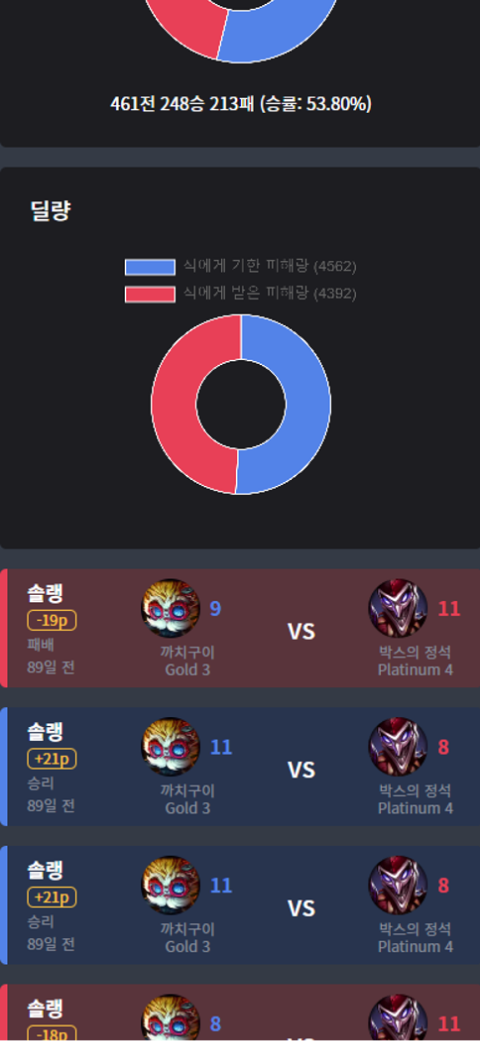 461전 248승 213패 (승률: 53.80%)
딜량
식에게 가한 피해량 (4562)
식에게 받은 피해량 (4392)
솔랭
-19p
패배
89일 전
9
까치구이
Gold 3
VS
11
박스의 정석
Platinum 4
솔랭
+21p
승리
89일 전
11
까치구이
Gold 3
VS
8
박스의 정석
Platinum 4
솔랭
+21p
승리
89일 전
11
까치구이
Gold 3
VS
8
박스의 정석
Platinum 4
솔랭
-18p
8
VS
11